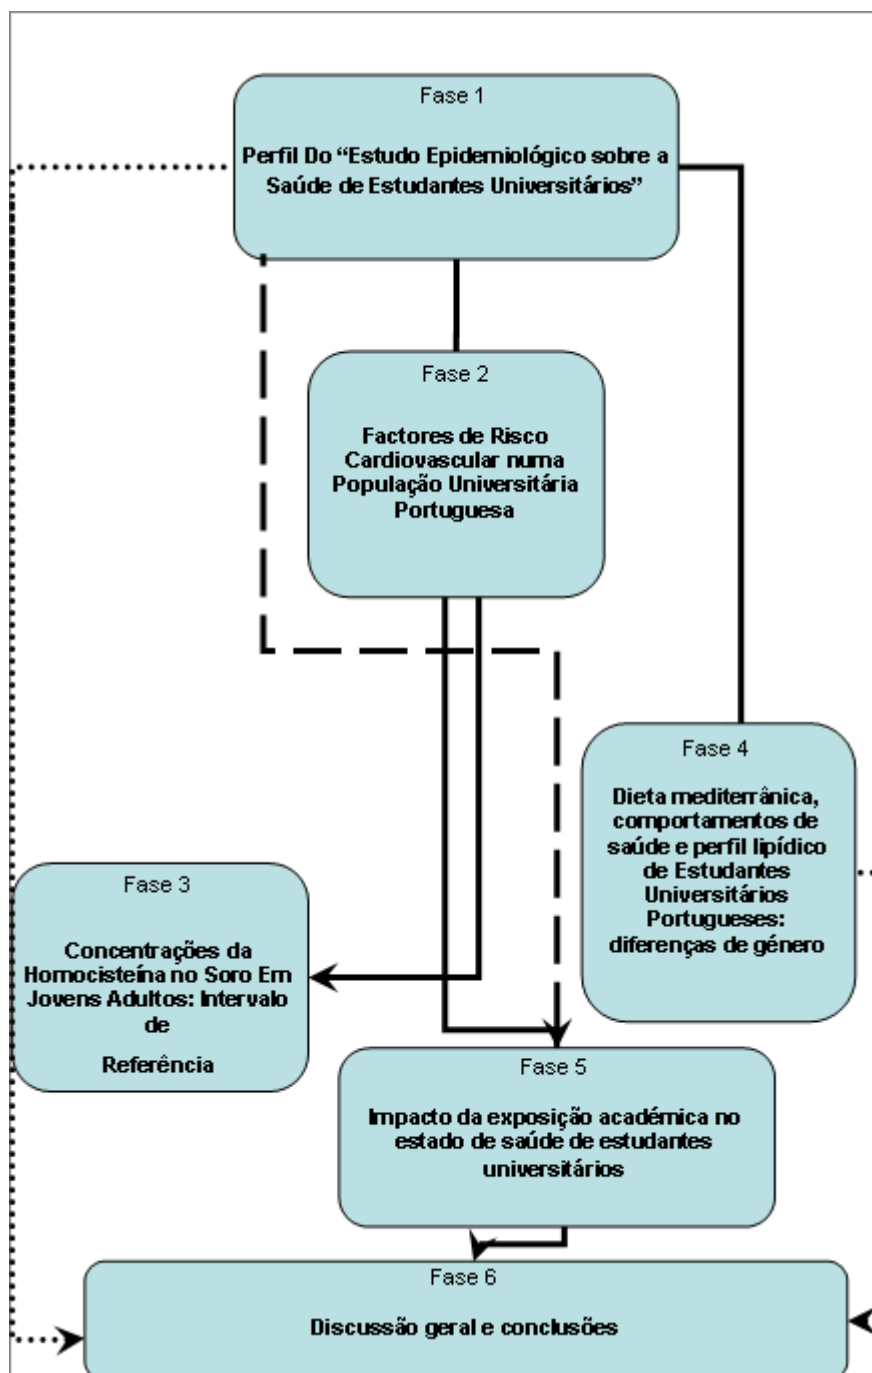 Fase 1
Perfil Do “Estudo Epidemiológico sobre a
Saúde de Estudantes Universitários”
Fase 2
Factores de Risco
Cardiovascular numa
População Universitária
Portuguesa
Fase 4
Dieta mediterrânica,
comportamentos de
saúde e perfil lipídico
de Estudantes
Universitários
Portugueses:
diferenças de género
Fase 3
Concentrações da
Homocisteína no Soro Em
Jovens Adultos: Intervalo
de
Referência
Fase 5
Impacto da exposição académica no
estado de saúde de estudantes
universitários
Fase 6
Discussão geral e conclusões